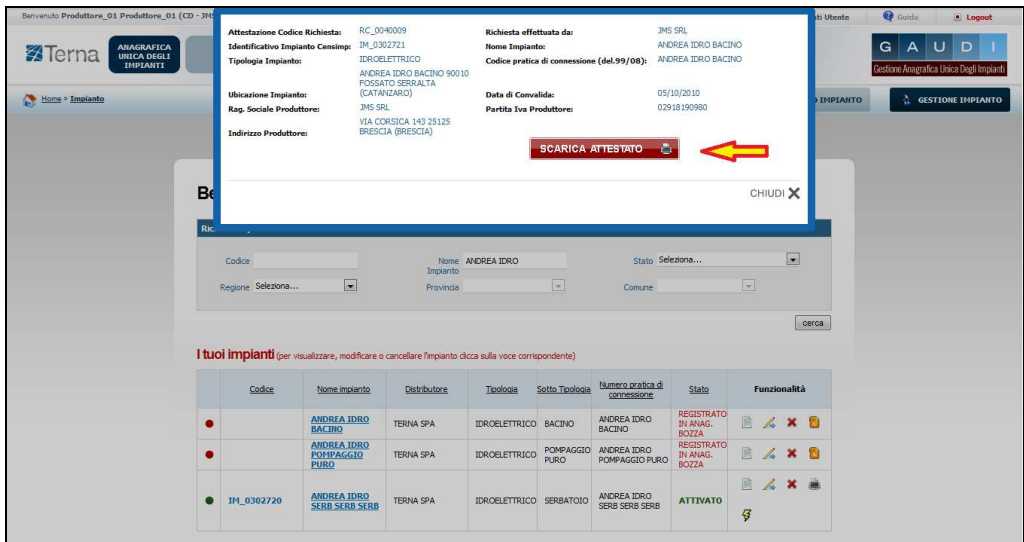 Benvenuto Produttore_01 Produttore_01 (CD - JMS
ti Utente
Guida
Logout
Terna
ANAGRAFICA
UNICA DEGLI
IMPIANTI
G A U D I
Gestione Anagrafica Unica Degli Impianti
Home » Impianto
IMPIANTO
GESTIONE IMPIANTO
Attestazione Codice Richiesta: RC_0040009
Richiesta effettuata da: JMS SRL
Identificativo Impianto Censimp: IM_0302721
Nome Impianto: ANDREA IDRO BACINO
Tipologia Impianto: IDROELETTRICO
Codice pratica di connessione (del.99/08): ANDREA IDRO BACINO
Ubicazione Impianto: ANDREA IDRO BACINO 90010
FOSSATO SERRALTA
(CATANZARO)
Data di Convalida: 05/10/2010
Rag. Sociale Produttore: JMS SRL
Partita Iva Produttore: 02918190980
Indirizzo Produttore: VIA CORSICA 143 25125
BRESCIA (BRESCIA)
SCARICA ATTESTATO
CHIUDI
Be
Ric
Codice
Nome Impianto ANDREA IDRO
Stato Seleziona...
Regione Seleziona...
Provincia
Comune
cerca
I tuoi impianti (per visualizzare, modificare o cancellare l'impianto clicca sulla voce corrispondente)
Codice Nome impianto Distributore Tipologia Sotto Tipologia Numero pratica di connessione Stato Funzionalità
ANDREA IDRO BACINO TERNA SPA IDROELETTRICO BACINO ANDREA IDRO BACINO REGISTRATO IN ANAG. BOZZA
ANDREA IDRO POMPAGGIO PURO TERNA SPA IDROELETTRICO POMPAGGIO PURO ANDREA IDRO POMPAGGIO PURO REGISTRATO IN ANAG. BOZZA
IM_0302720 ANDREA IDRO SERB SERB SERB TERNA SPA IDROELETTRICO SERBATOIO ANDREA IDRO SERB SERB SERB ATTIVATO